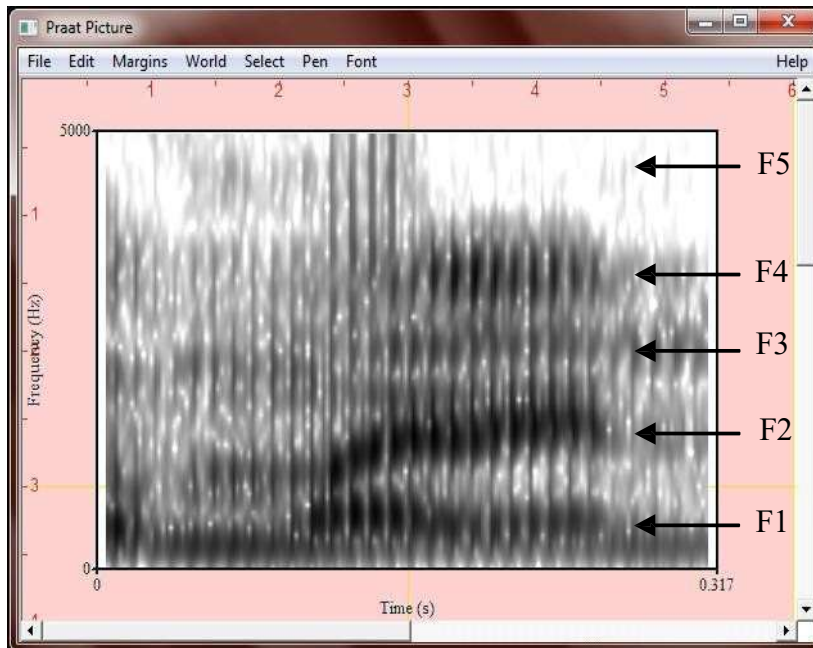 Praat Picture
File Edit Margins World Select Pen Font Help
1 2 3 4 5 6
5000
F5
1
F4
F3
Frequency (Hz)
F2
3
F1
0
0 0.317
Time (s)
4